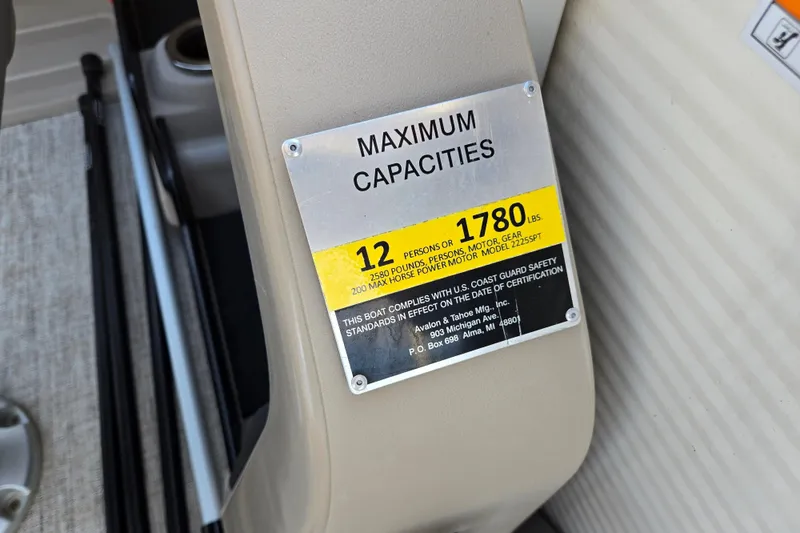 MAXIMUM
CAPACITIES
12 PERSONS OR 1780 LBS.
2580 POUNDS, PERSONS, MOTOR, GEAR
200 MAX HORSE POWER MOTOR MODEL 2225SPT
THIS BOAT COMPLIES WITH U.S. COAST GUARD SAFETY
STANDARDS IN EFFECT ON THE DATE OF CERTIFICATION
Avalon & Tahoe Mfg., Inc.
903 Michigan Ave.
P.O. Box 698 Alma, MI 48801